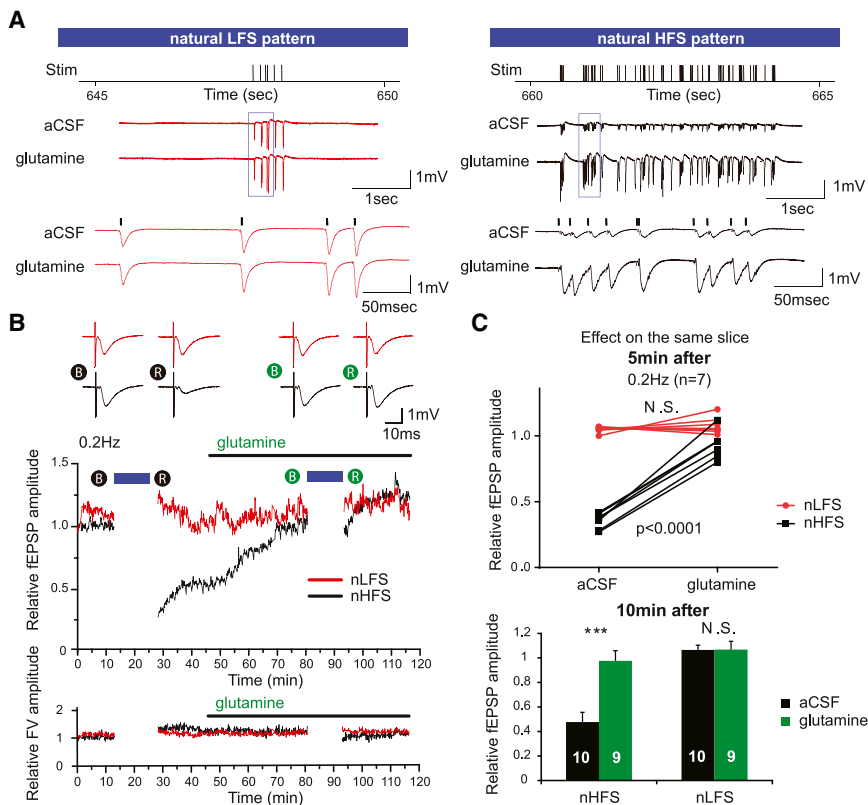 A
natural LFS pattern
natural HFS pattern
Stim
645
Time (sec)
650
Stim
660
Time (sec)
665
aCSF
glutamine
1mV
1sec
aCSF
glutamine
1mV
1sec
aCSF
glutamine
1mV
50msec
aCSF
glutamine
1mV
50msec
B
B
R
B
R
1mV
10ms
0.2Hz
glutamine
B
R
B
R
Relative fEPSP amplitude
1.5
1.0
0.5
0
nLFS
nHFS
0 10 20 30 40 50 60 70 80 90 100 110 120
Time (min)
glutamine
Relative FV amplitude
2
1
0
0 10 20 30 40 50 60 70 80 90 100 110 120
Time (min)
C
Effect on the same slice
5min after
0.2Hz (n=7)
N.S.
Relative fEPSP amplitude
1.0
0.5
0
p<0.0001
nLFS
nHFS
aCSF
glutamine
10min after
Relative fEPSP amplitude
1.2
1
0.8
0.6
0.4
0.2
0
***
N.S.
10
9
10
9
aCSF
glutamine
nHFS
nLFS